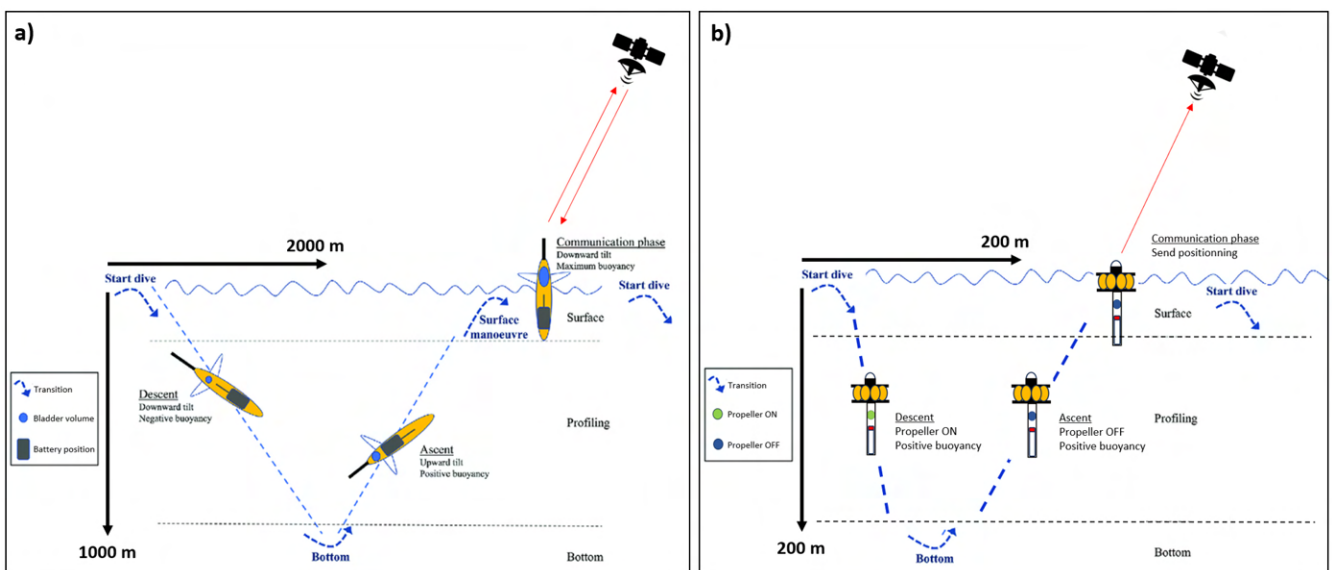 a)
2000 m
Start dive
Communication phase
Downward tilt
Maximum buoyancy
Start dive
Surface
Surface
manoeuvre
Transition
Bladder volume
Battery position
Descent
Downward tilt
Negative buoyancy
Profiling
Ascent
Upward tilt
Positive buoyancy
1000 m
Bottom
Bottom
b)
200 m
Start dive
Communication phase
Send positionning
Start dive
Surface
Transition
Propeller ON
Propeller OFF
Descent
Propeller ON
Positive buoyancy
Ascent
Propeller OFF
Positive buoyancy
Profiling
200 m
Bottom
Bottom